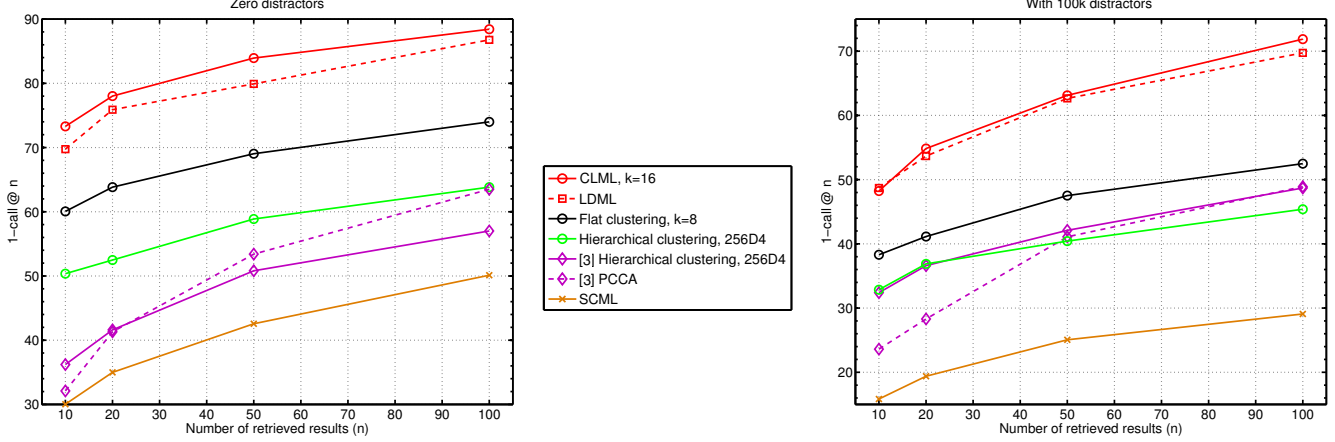 Zero distractors
90
80
70
60
50
40
30
1−call @ n
10 20 30 40 50 60 70 80 90 100
Number of retrieved results (n)
CLML, k=16
LDML
Flat clustering, k=8
Hierarchical clustering, 256D4
[3] Hierarchical clustering, 256D4
[3] PCCA
SCML
With 100k distractors
70
60
50
40
30
20
1−call @ n
10 20 30 40 50 60 70 80 90 100
Number of retrieved results (n)